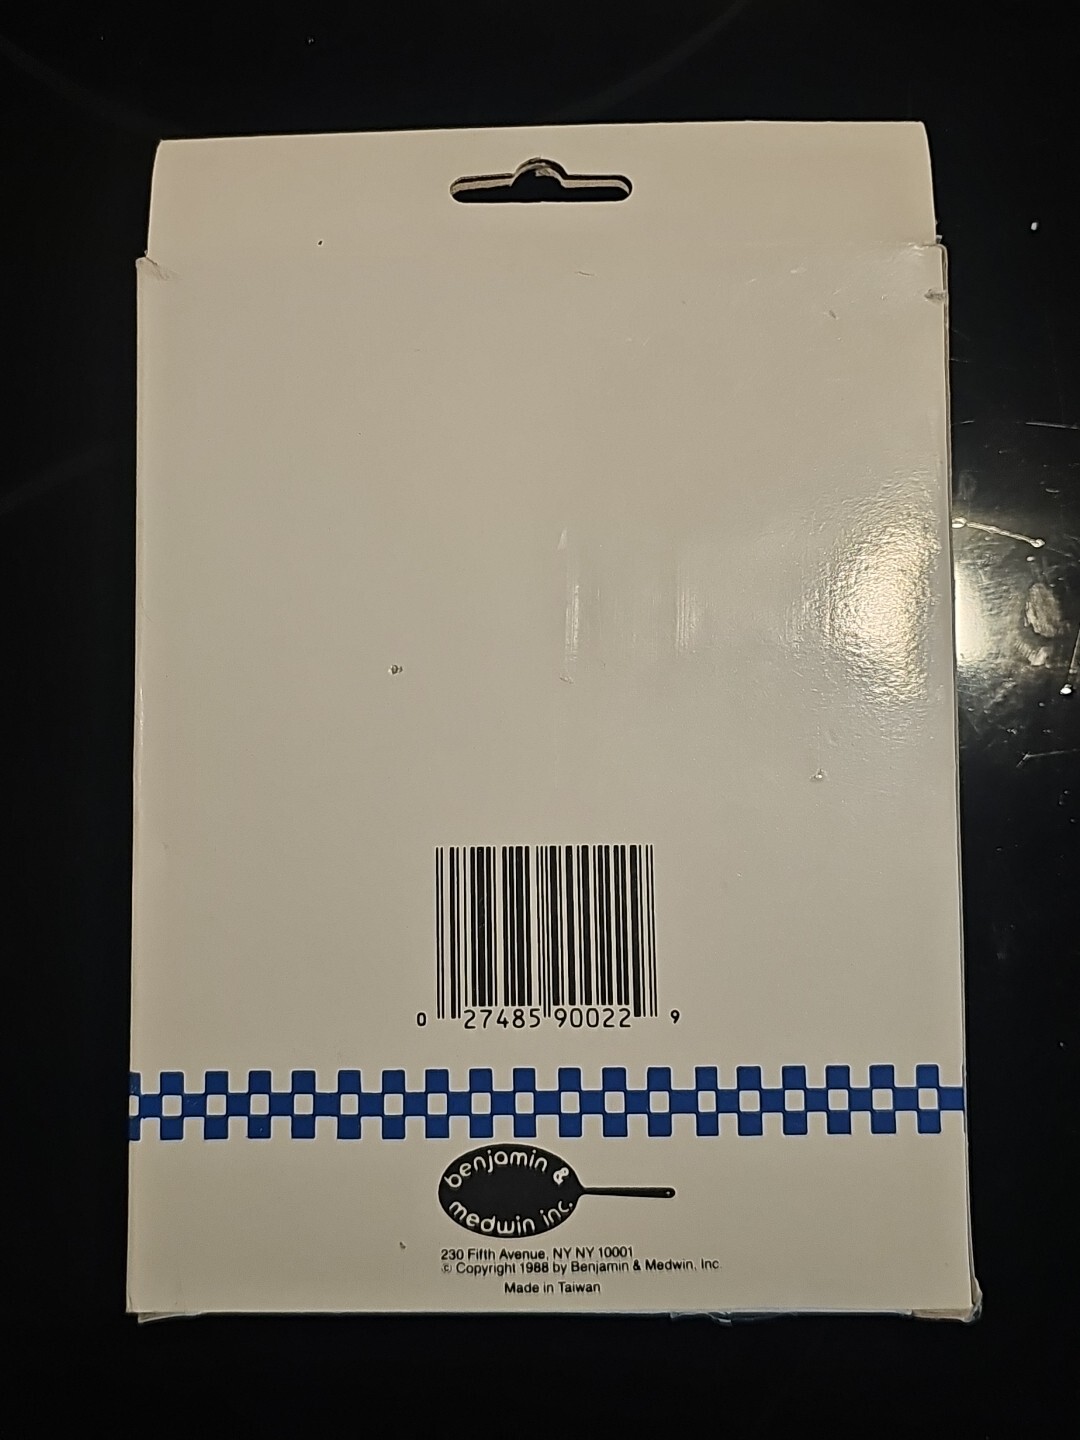 0 27485 90022 9
benjamin &
medwin inc.
230 Fifth Avenue, NY NY 10001
© Copyright 1988 by Benjamin & Medwin, Inc.
Made in Taiwan